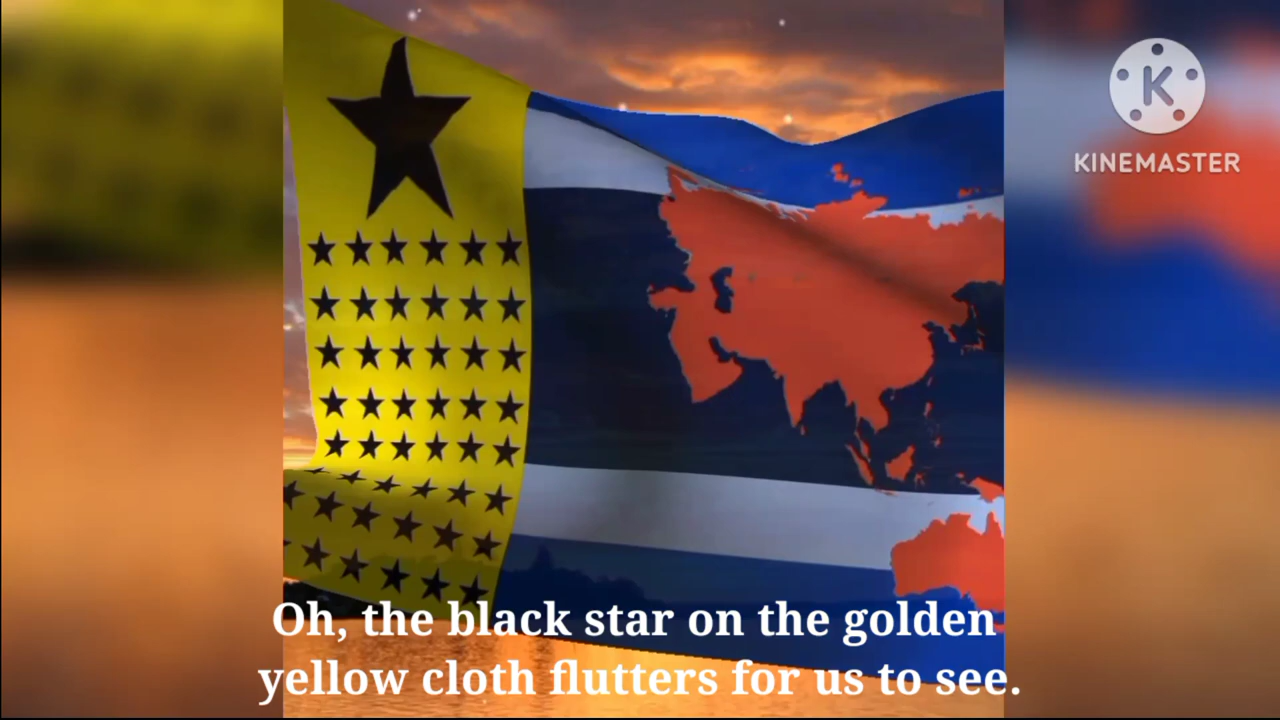 KINEMASTER
Oh, the black star on the golden
yellow cloth flutters for us to see.